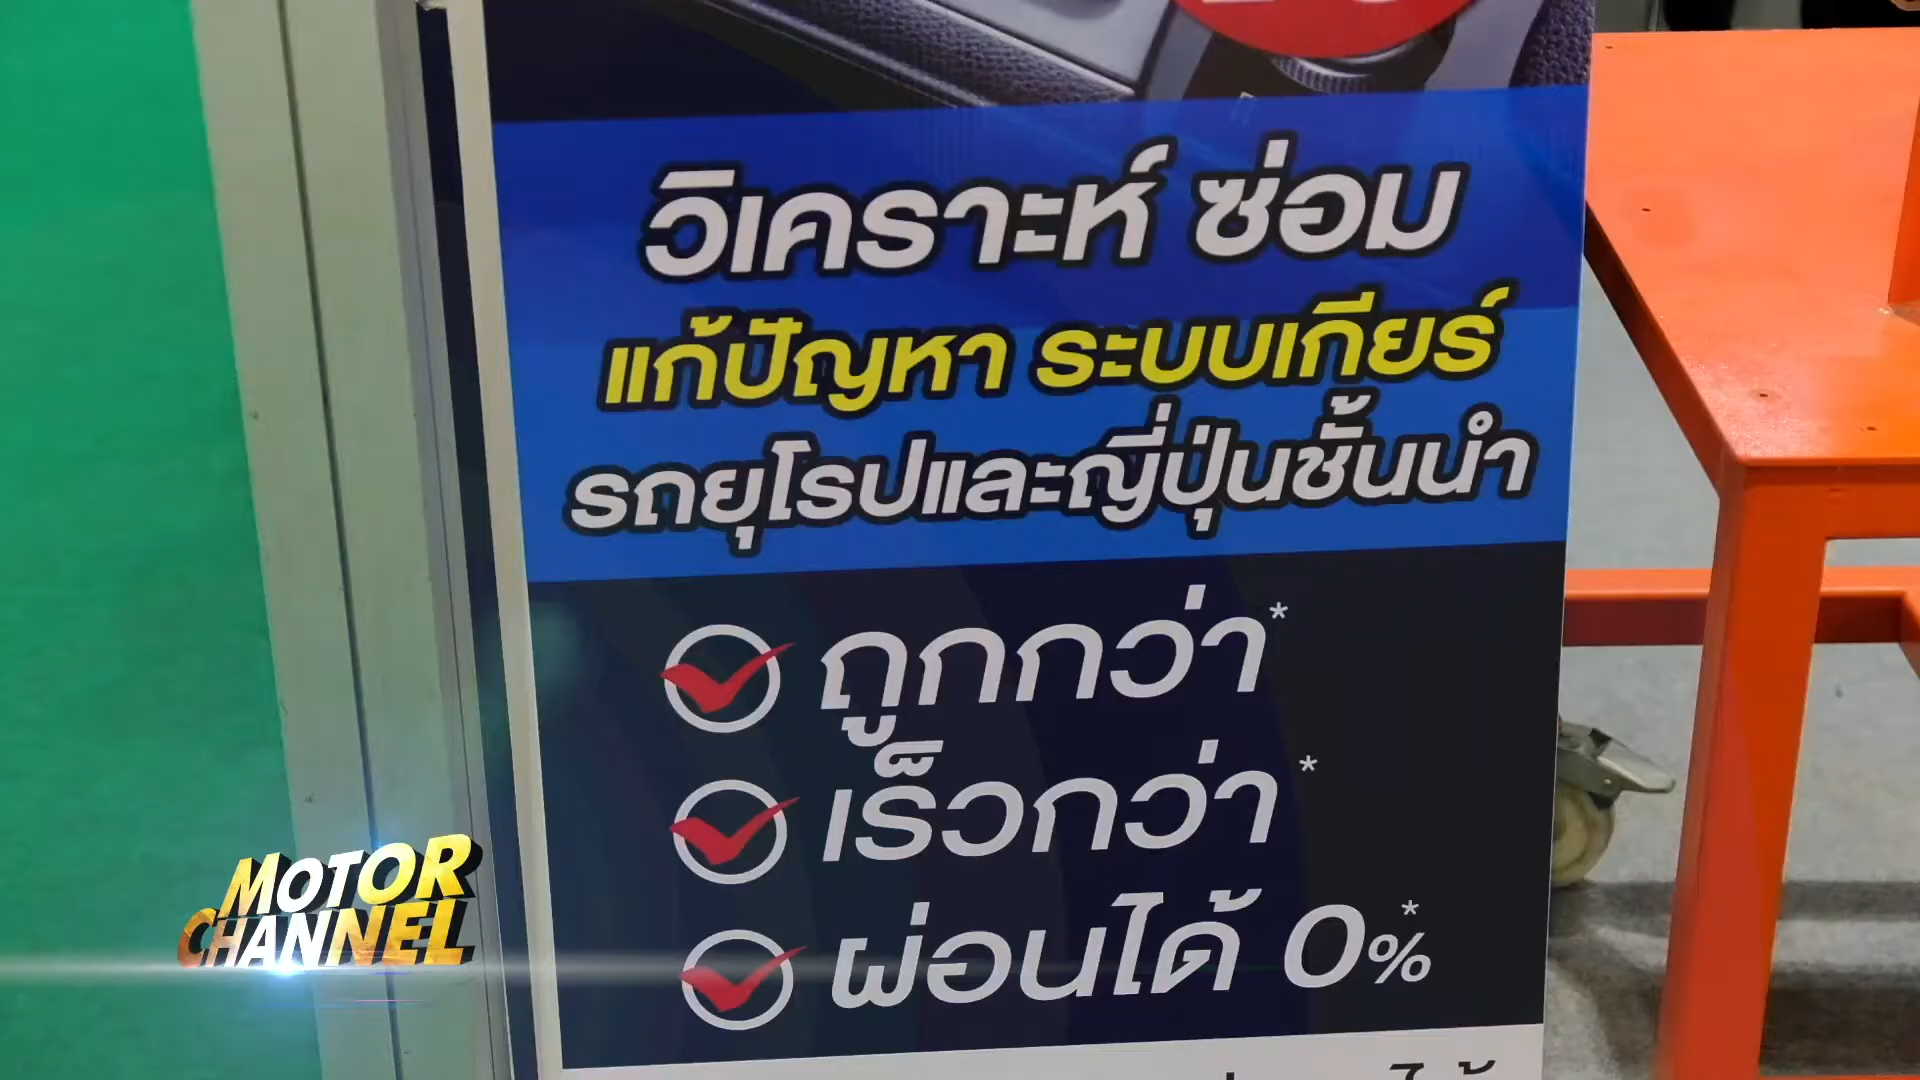 วิเคราะห์ ซ่อม
แก้ปัญหา ระบบเกียร์
รถยุโรปและญี่ปุ่นชั้นนำ
ถูกกว่า*
เร็วกว่า*
ผ่อนได้ 0%*
MOTOR
CHANNEL